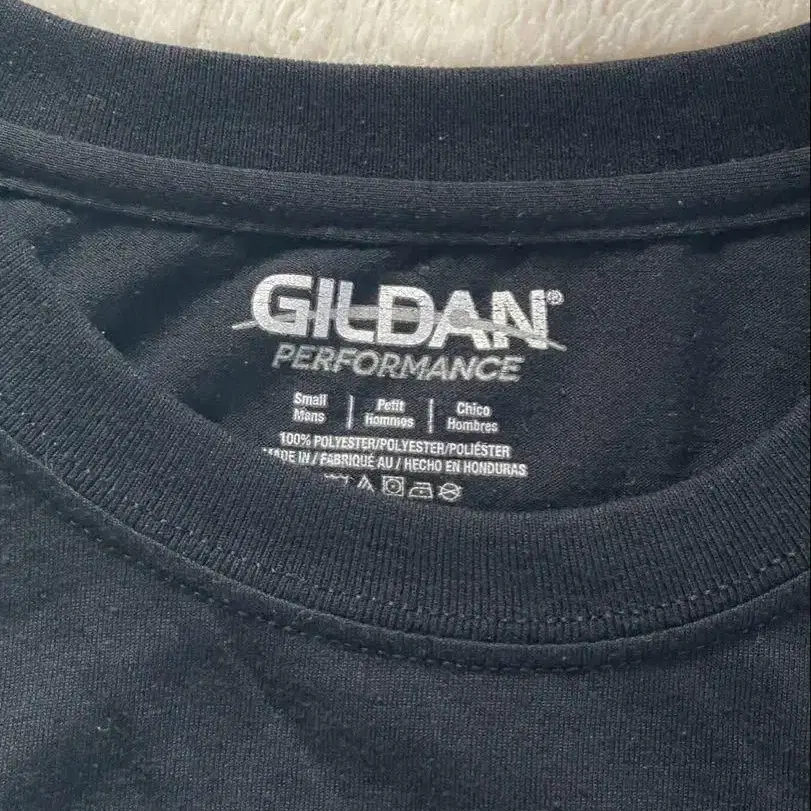 GILDAN®
PERFORMANCE
Small | Petit | Chico
Mans | Hommes | Hombres
100% POLYESTER/POLYESTER/POLIÉSTER
MADE IN / FABRIQUÉ AU / HECHO EN HONDURAS